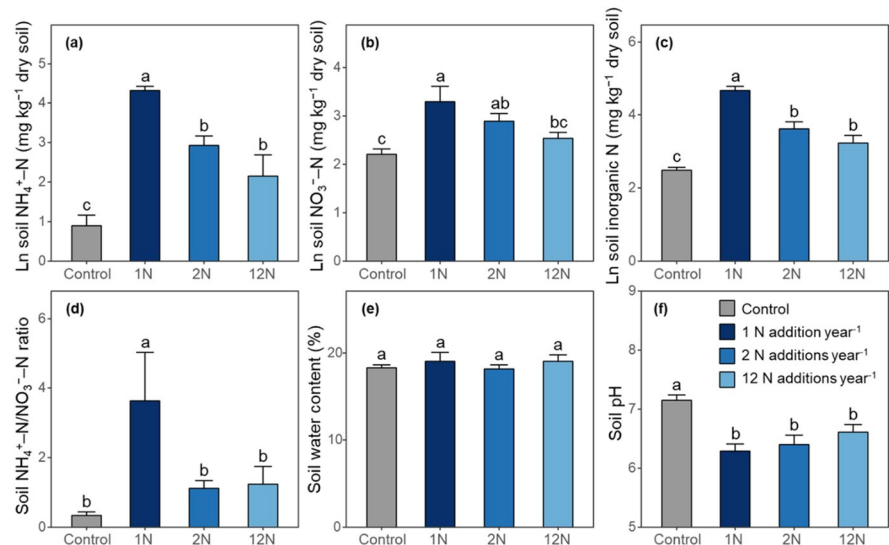 (a)
Ln soil NH₄⁺–N (mg kg⁻¹ dry soil)
5
4
3
2
1
0
c
a
b
b
Control
1N
2N
12N
(b)
Ln soil NO₃⁻–N (mg kg⁻¹ dry soil)
4
3
2
1
0
c
a
ab
bc
Control
1N
2N
12N
(c)
Ln soil inorganic N (mg kg⁻¹ dry soil)
6
4
2
0
c
a
b
b
Control
1N
2N
12N
(d)
Soil NH₄⁺–N/NO₃⁻–N ratio
6
4
2
0
b
a
b
b
Control
1N
2N
12N
(e)
Soil water content (%)
20
10
0
a
a
a
a
Control
1N
2N
12N
(f)
Soil pH
9
8
7
6
5
Control
1 N addition year⁻¹
2 N additions year⁻¹
12 N additions year⁻¹
a
b
b
b
Control
1N
2N
12N